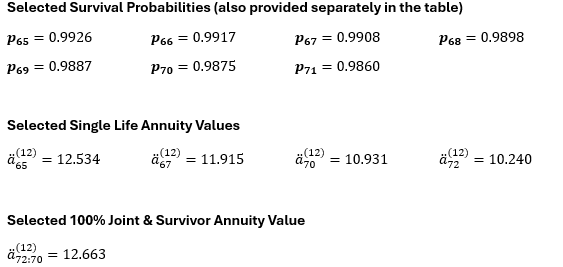 Selected Survival Probabilities (also provided separately in the table)
p₆₅ = 0.9926 p₆₆ = 0.9917 p₆₇ = 0.9908 p₆₈ = 0.9898
p₆₉ = 0.9887 p₇₀ = 0.9875 p₇₁ = 0.9860
Selected Single Life Annuity Values
ä₆₅⁽¹²⁾ = 12.534 ä₆₇⁽¹²⁾ = 11.915 ä₇₀⁽¹²⁾ = 10.931 ä₇₂⁽¹²⁾ = 10.240
Selected 100% Joint & Survivor Annuity Value
ä₇₂:₇₀⁽¹²⁾ = 12.663